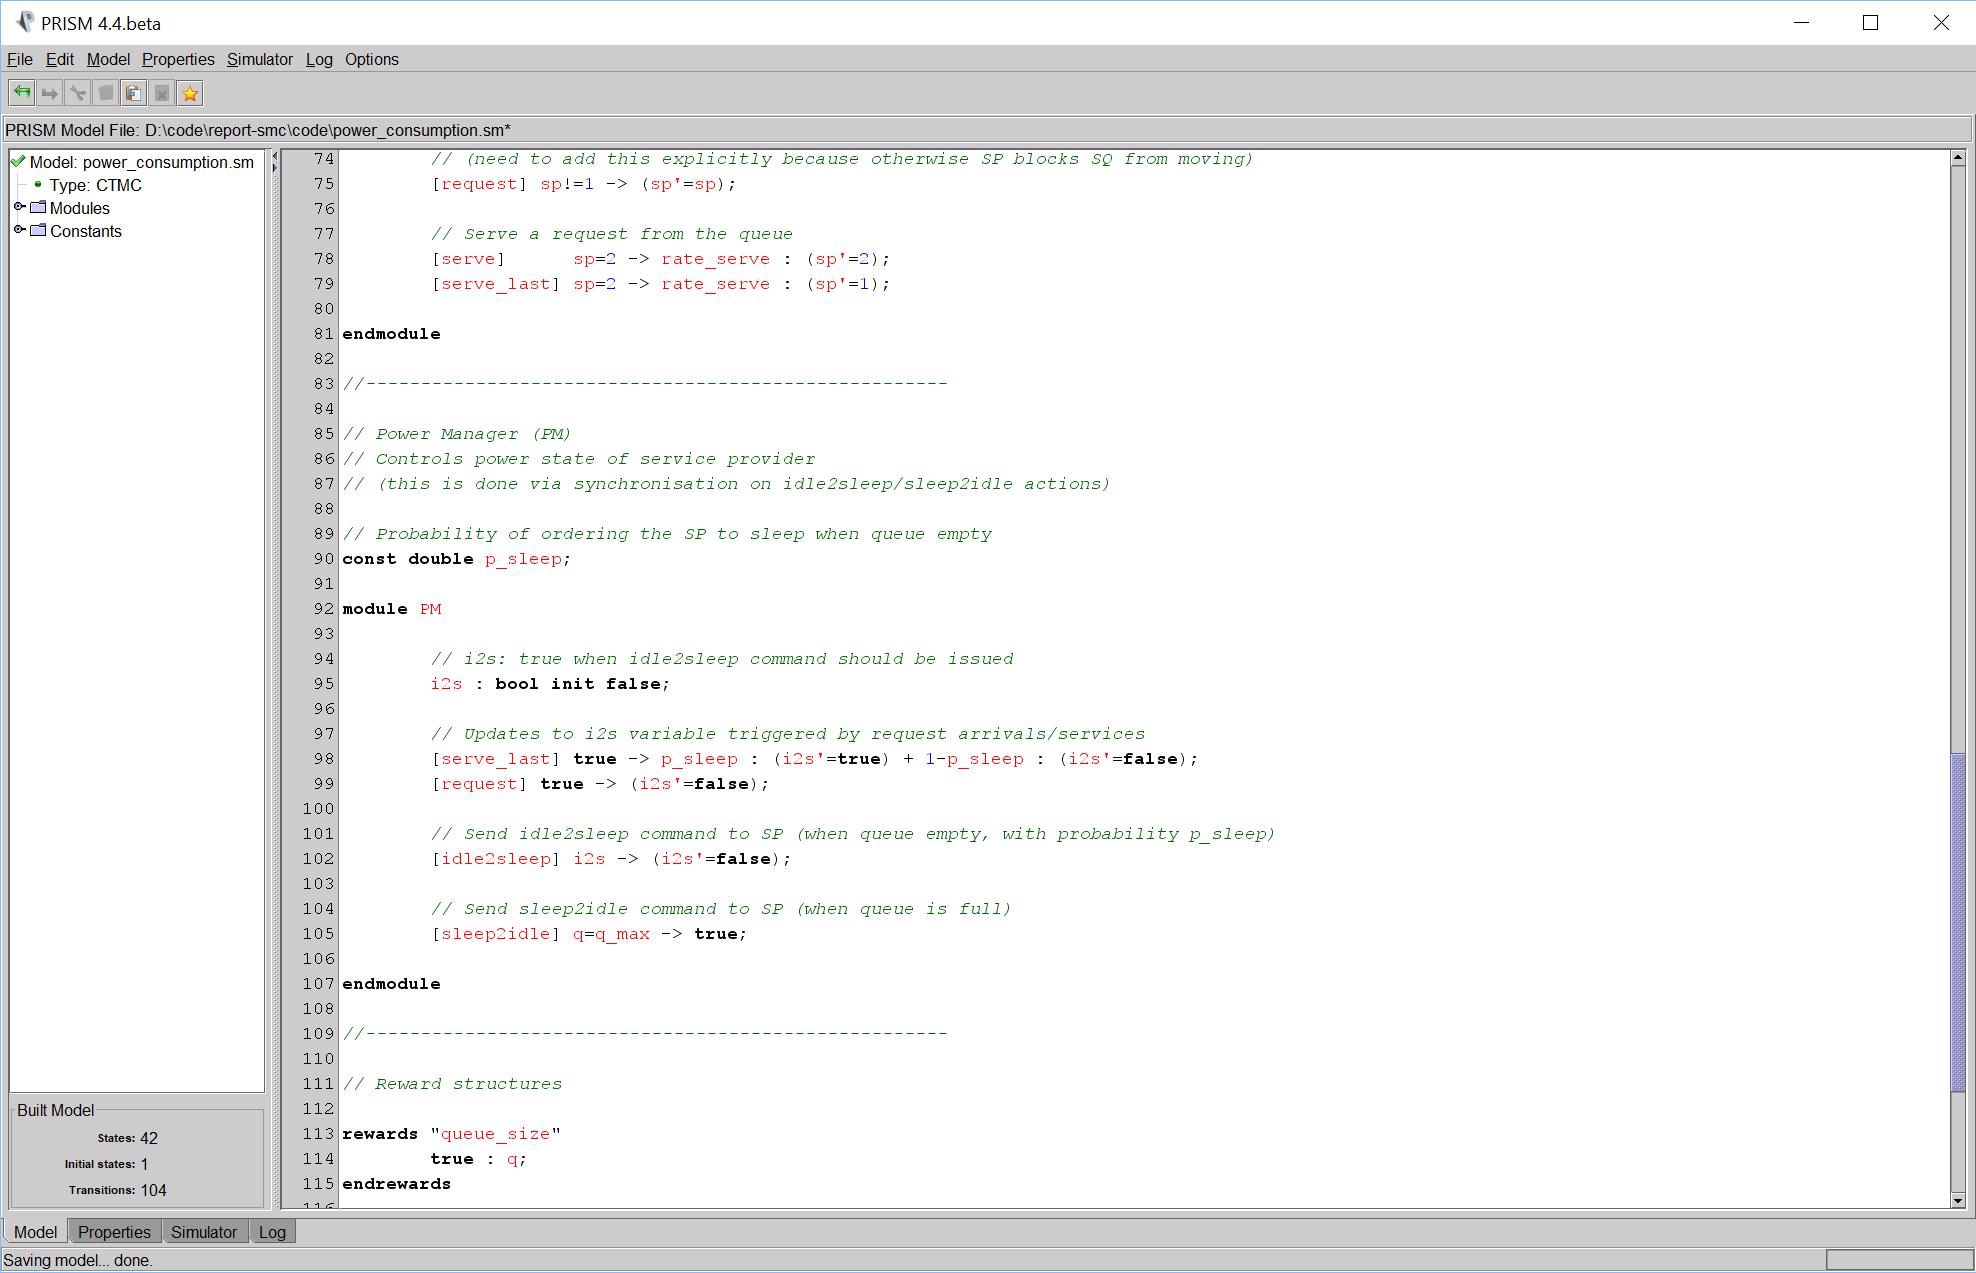 PRISM 4.4.beta
File Edit Model Properties Simulator Log Options
PRISM Model File: D:\code\report-smc\code\power_consumption.sm*
Model: power_consumption.sm
Type: CTMC
Modules
Constants
74 // (need to add this explicitly because otherwise SP blocks SQ from moving)
75 [request] sp!=1 -> (sp'=sp);
76
77 // Serve a request from the queue
78 [serve] sp=2 -> rate_serve : (sp'=2);
79 [serve_last] sp=2 -> rate_serve : (sp'=1);
80
81 endmodule
82
83 //-----------------------------------------------------
84
85 // Power Manager (PM)
86 // Controls power state of service provider
87 // (this is done via synchronisation on idle2sleep/sleep2idle actions)
88
89 // Probability of ordering the SP to sleep when queue empty
90 const double p_sleep;
91
92 module PM
93
94 // i2s: true when idle2sleep command should be issued
95 i2s : bool init false;
96
97 // Updates to i2s variable triggered by request arrivals/services
98 [serve_last] true -> p_sleep : (i2s'=true) + 1-p_sleep : (i2s'=false);
99 [request] true -> (i2s'=false);
100
101 // Send idle2sleep command to SP (when queue empty, with probability p_sleep)
102 [idle2sleep] i2s -> (i2s'=false);
103
104 // Send sleep2idle command to SP (when queue is full)
105 [sleep2idle] q=q_max -> true;
106
107 endmodule
108
109 //-----------------------------------------------------
110
111 // Reward structures
112
113 rewards "queue_size"
114 true : q;
115 endrewards
116
Built Model
States: 42
Initial states: 1
Transitions: 104
Model Properties Simulator Log
Saving model... done.